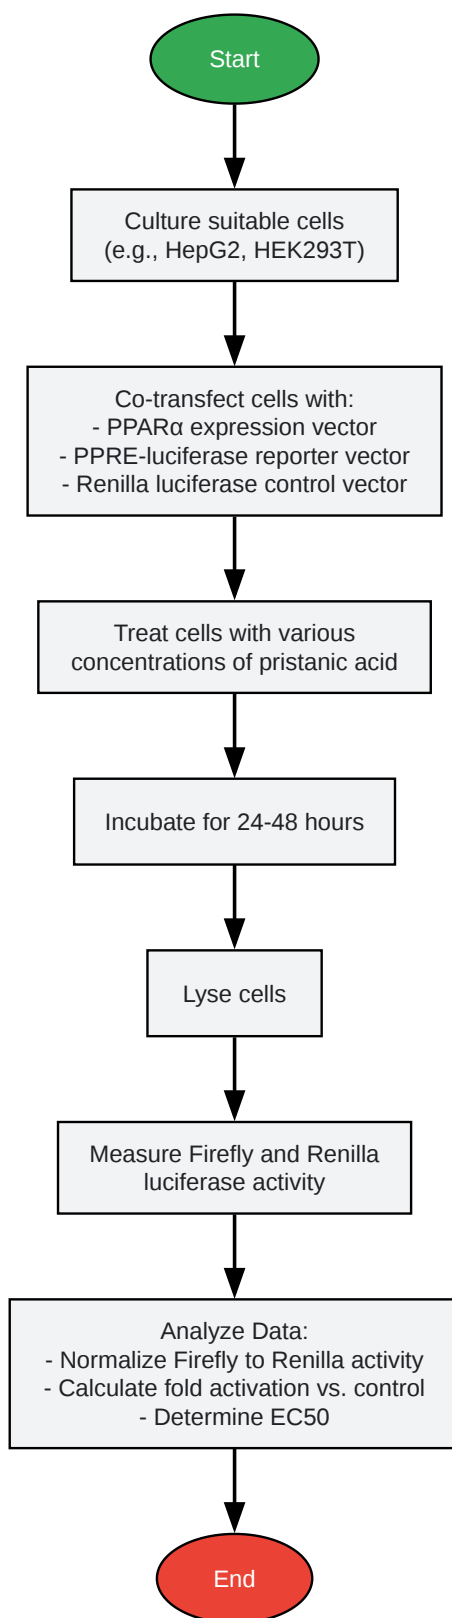 Start
Culture suitable cells
(e.g., HepG2, HEK293T)
Co-transfect cells with:
- PPARα expression vector
- PPRE-luciferase reporter vector
- Renilla luciferase control vector
Treat cells with various
concentrations of pristanic acid
Incubate for 24-48 hours
Lyse cells
Measure Firefly and Renilla
luciferase activity
Analyze Data:
- Normalize Firefly to Renilla activity
- Calculate fold activation vs. control
- Determine EC50
End